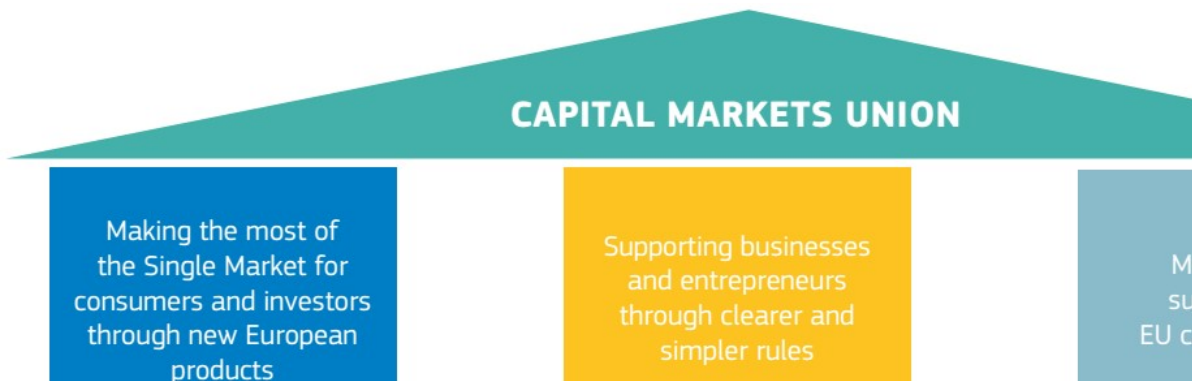 CAPITAL MARKETS UNION
Making the most of
the Single Market for
consumers and investors
through new European
products
Supporting businesses
and entrepreneurs
through clearer and
simpler rules
EU